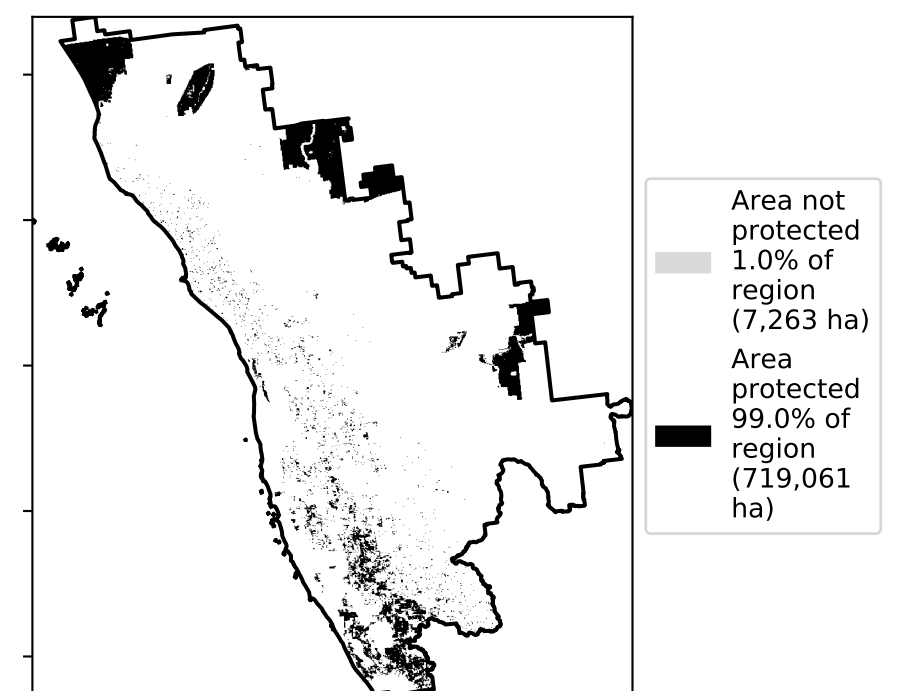 Area not
protected
1.0% of
region
(7,263 ha)
Area
protected
99.0% of
region
(719,061
ha)